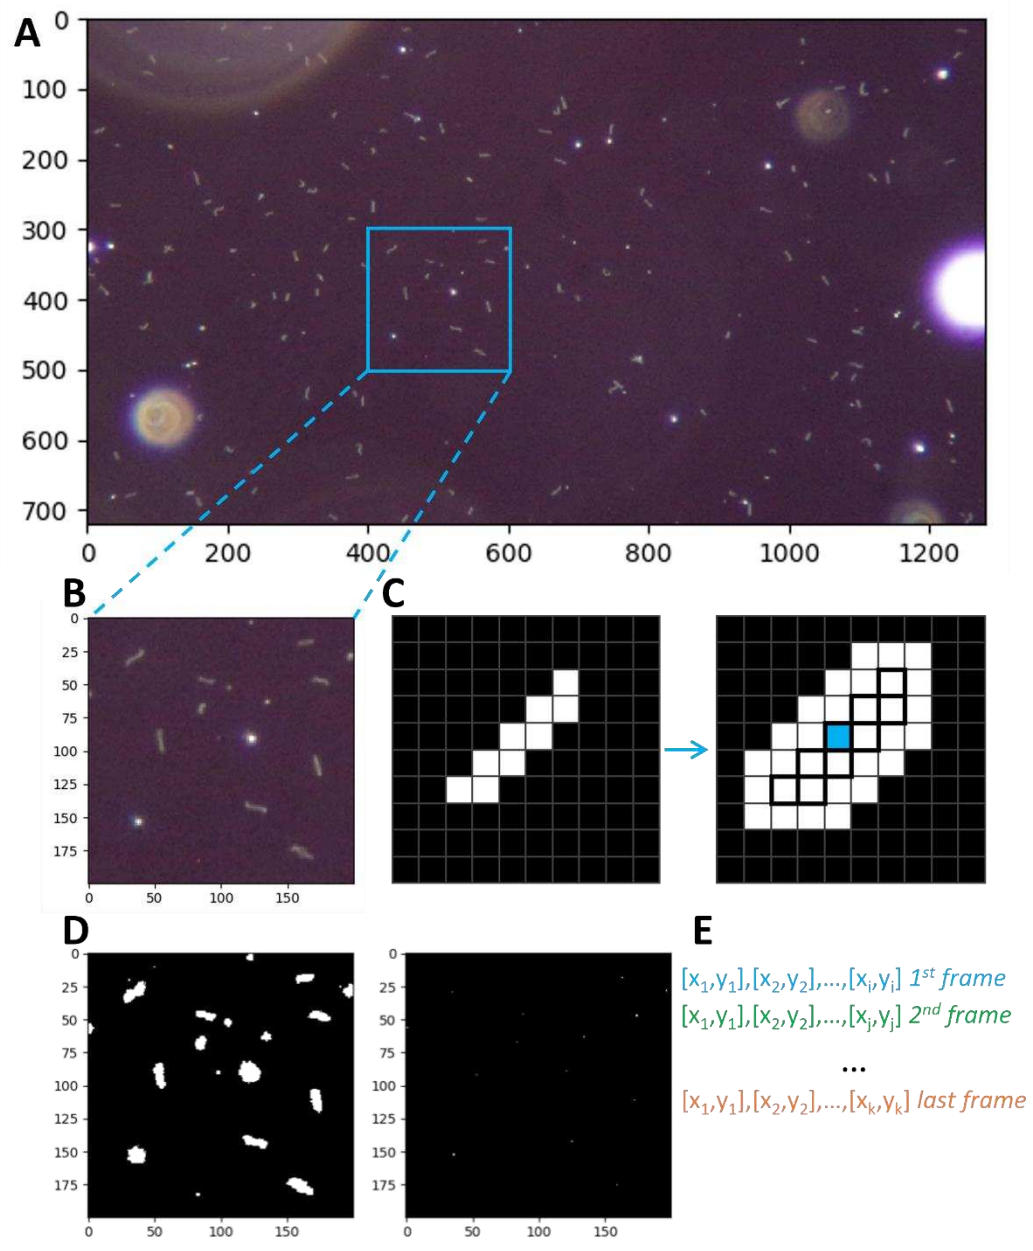 A
0
100
200
300
400
500
600
700
0 200 400 600 800 1000 1200
B
0
25
50
75
100
125
150
175
0 50 100 150
C
D
0
25
50
75
100
125
150
175
0 50 100 150
0
25
50
75
100
125
150
175
0 50 100 150
E
[x₁,y₁],[x₂,y₂],...,[xᵢ,yᵢ] 1ˢᵗ frame
[x₁,y₁],[x₂,y₂],...,[xⱼ,yⱼ] 2ⁿᵈ frame
...
[x₁,y₁],[x₂,y₂],...,[xₖ,yₖ] last frame